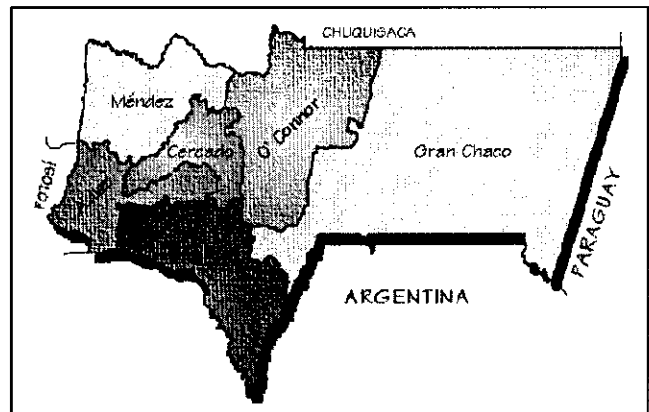 CHUQUISACA
Méndez
Cercado
O Connor
Gran Chaco
POTOSÍ
PARAGUAY
ARGENTINA